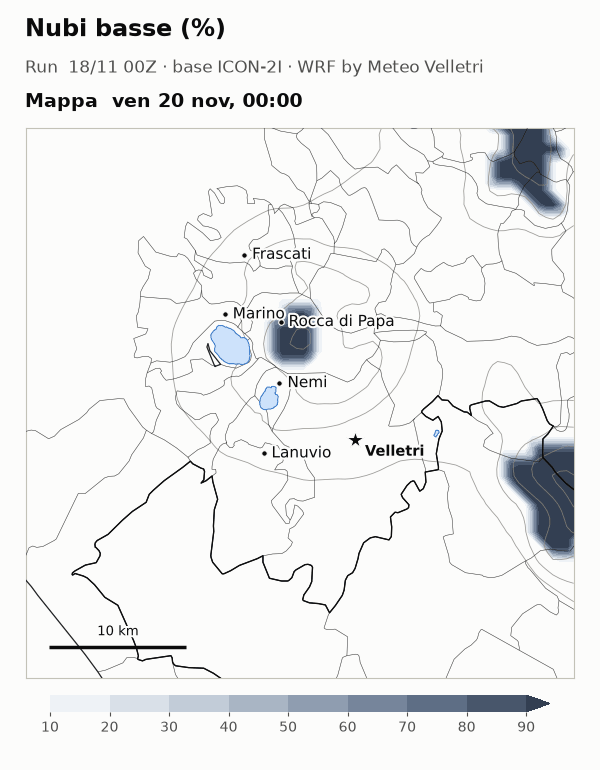 Nubi basse (%)
Run  18/11 00Z · base ICON-2I · WRF by Meteo Velletri
Mappa  ven 20 nov, 00:00
Frascati
Marino
Rocca di Papa
Nemi
Velletri
Lanuvio
10 km
10 20 30 40 50 60 70 80 90